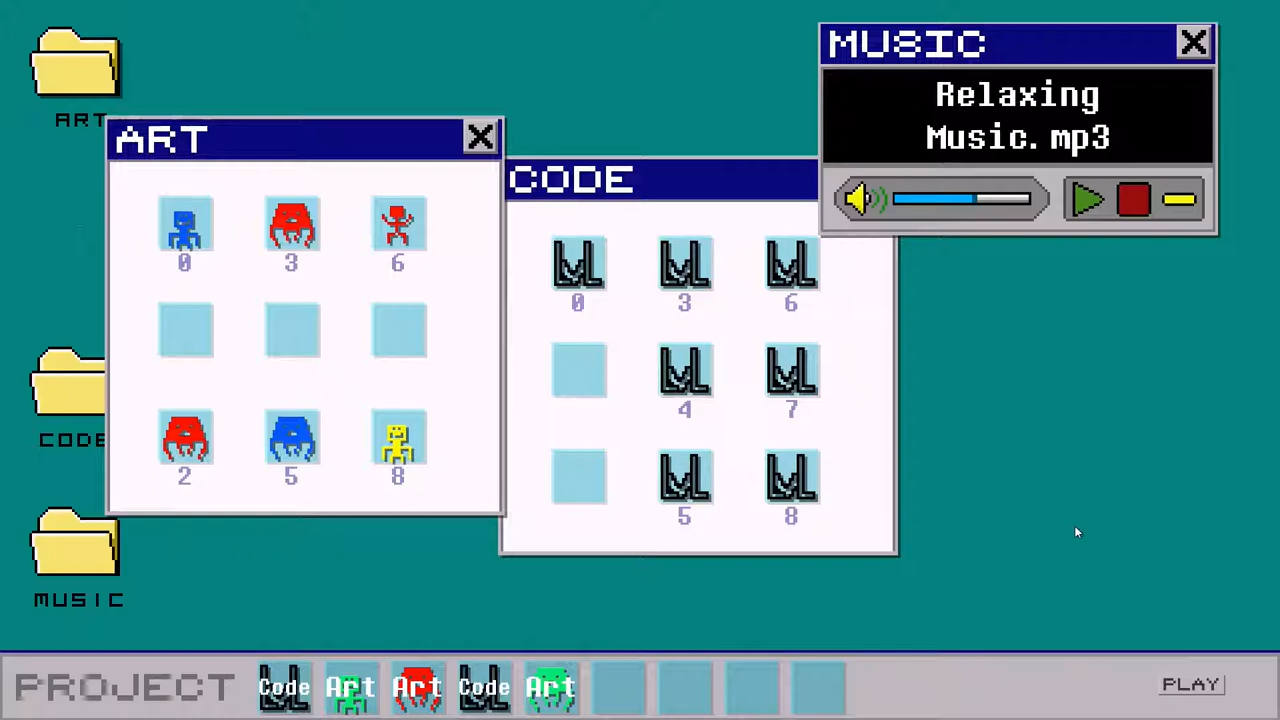 ART
MUSIC
Relaxing
Music.mp3
ART
0 3 6
2 5 8
CODE
0 3 6
4 7
5 8
CODE
MUSIC
PROJECT Code Art Art Code Art PLAY